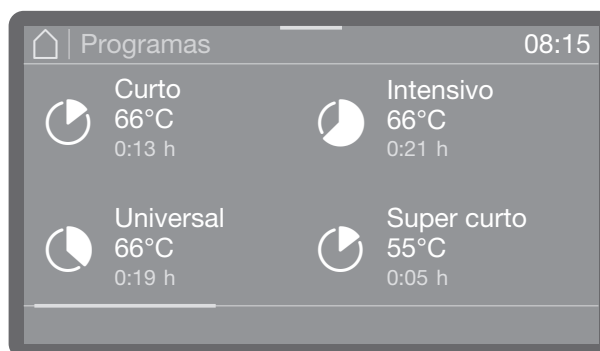 Programas 08:15
Curto
66°C
0:13 h
Intensivo
66°C
0:21 h
Universal
66°C
0:19 h
Super curto
55°C
0:05 h